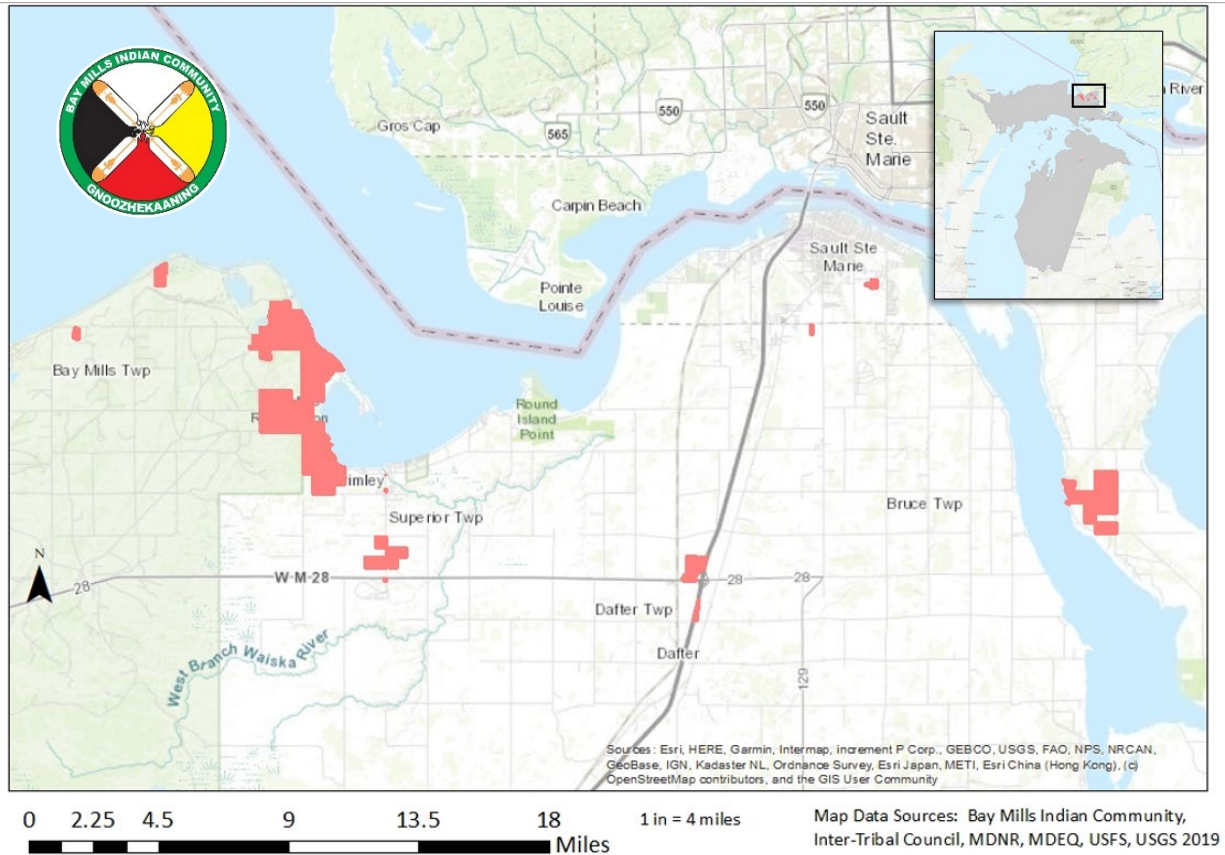 BAY MILLS INDIAN COMMUNITY
GNOOZHEKAANING
Gros Cap
565
550
550
Sault
Ste.
Marie
River
Carpin Beach
Sault Ste
Marie
Pointe
Louise
Bay Mills Twp
Round
Island
Point
imley
Superior Twp
Bruce Twp
N
28
W-M-28
28
28
Dafter Twp
Dafter
West Branch Waiska River
129
Sources: Esri, HERE, Garmin, Intermap, increment P Corp., GEBCO, USGS, FAO, NPS, NRCAN,
GeoBase, IGN, Kadaster NL, Ordnance Survey, Esri Japan, METI, Esri China (Hong Kong), (c)
OpenStreetMap contributors, and the GIS User Community
0 2.25 4.5 9 13.5 18
Miles
1 in = 4 miles
Map Data Sources: Bay Mills Indian Community,
Inter-Tribal Council, MDNR, MDEQ, USFS, USGS 2019